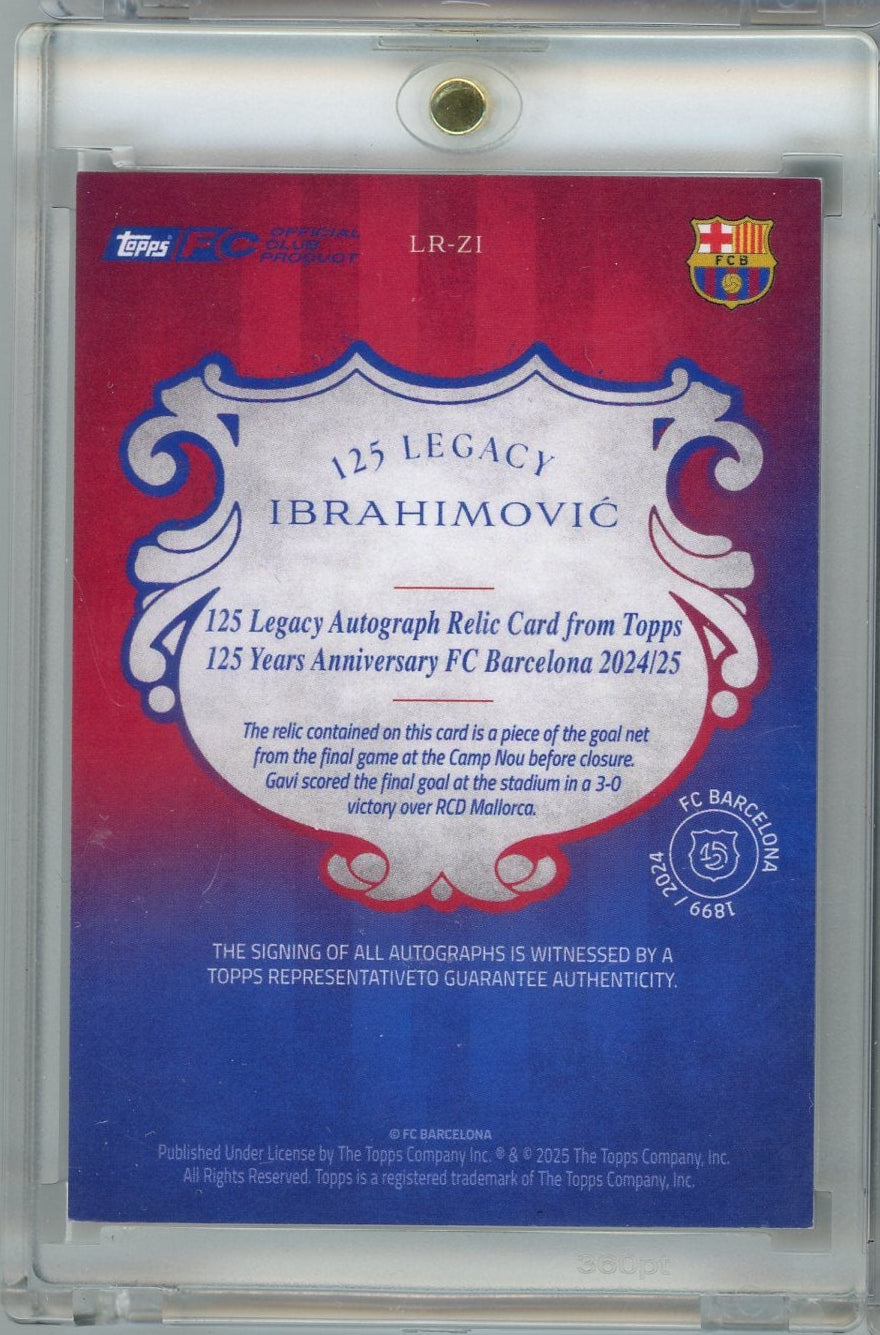 topps FC OFFICIAL
CLUB
PRODUCT
LR-ZI
FCB
125 LEGACY
IBRAHIMOVIĆ
125 Legacy Autograph Relic Card from Topps
125 Years Anniversary FC Barcelona 2024/25
The relic contained on this card is a piece of the goal net
from the final game at the Camp Nou before closure.
Gavi scored the final goal at the stadium in a 3-0
victory over RCD Mallorca.
FC BARCELONA
1899 / 2024
THE SIGNING OF ALL AUTOGRAPHS IS WITNESSED BY A
TOPPS REPRESENTATIVETO GUARANTEE AUTHENTICITY.
© FC BARCELONA
Published Under License by The Topps Company Inc. ® & © 2025 The Topps Company, Inc.
All Rights Reserved. Topps is a registered trademark of The Topps Company, Inc.
360pt